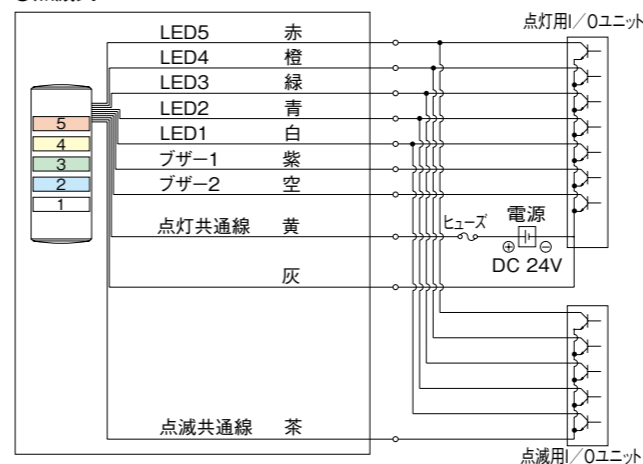 点灯用I/Oユニット
LED5 赤
LED4 橙
LED3 緑
LED2 青
LED1 白
ブザー1 紫
ブザー2 空
5
4
3
2
1
点灯共通線 黄
ヒューズ
電源
⊕ ⊖
DC 24V
灰
点滅共通線 茶
点滅用I/Oユニット